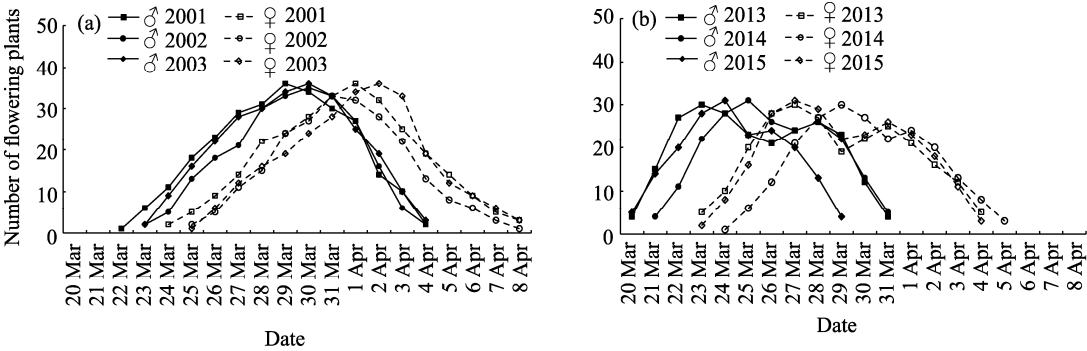 (a)
♂ 2001 ♀ 2001
♂ 2002 ♀ 2002
♂ 2003 ♀ 2003
Number of flowering plants
50
40
30
20
10
0
20 Mar
21 Mar
22 Mar
23 Mar
24 Mar
25 Mar
26 Mar
27 Mar
28 Mar
29 Mar
30 Mar
31 Mar
1 Apr
2 Apr
3 Apr
4 Apr
5 Apr
6 Apr
7 Apr
8 Apr
Date
(b)
♂ 2013 ♀ 2013
♂ 2014 ♀ 2014
♂ 2015 ♀ 2015
50
40
30
20
10
0
20 Mar
21 Mar
22 Mar
23 Mar
24 Mar
25 Mar
26 Mar
27 Mar
28 Mar
29 Mar
30 Mar
31 Mar
1 Apr
2 Apr
3 Apr
4 Apr
5 Apr
6 Apr
7 Apr
8 Apr
Date